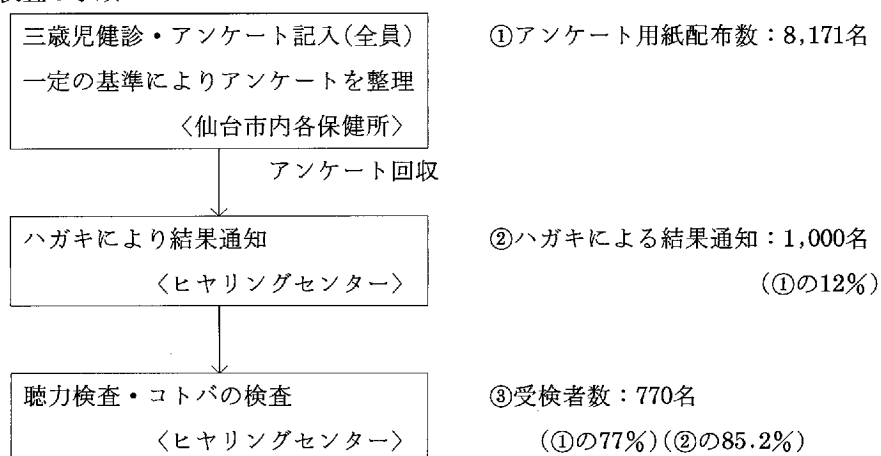 三歳児健診・アンケート記入(全員)
①アンケート用紙配布数：8,171名
一定の基準によりアンケートを整理
〈仙台市内各保健所〉
アンケート回収
ハガキにより結果通知
②ハガキによる結果通知：1,000名
〈ヒヤリングセンター〉
(①の12%)
聴力検査・コトバの検査
③受検者数：770名
〈ヒヤリングセンター〉
(①の77%)(②の85.2%)